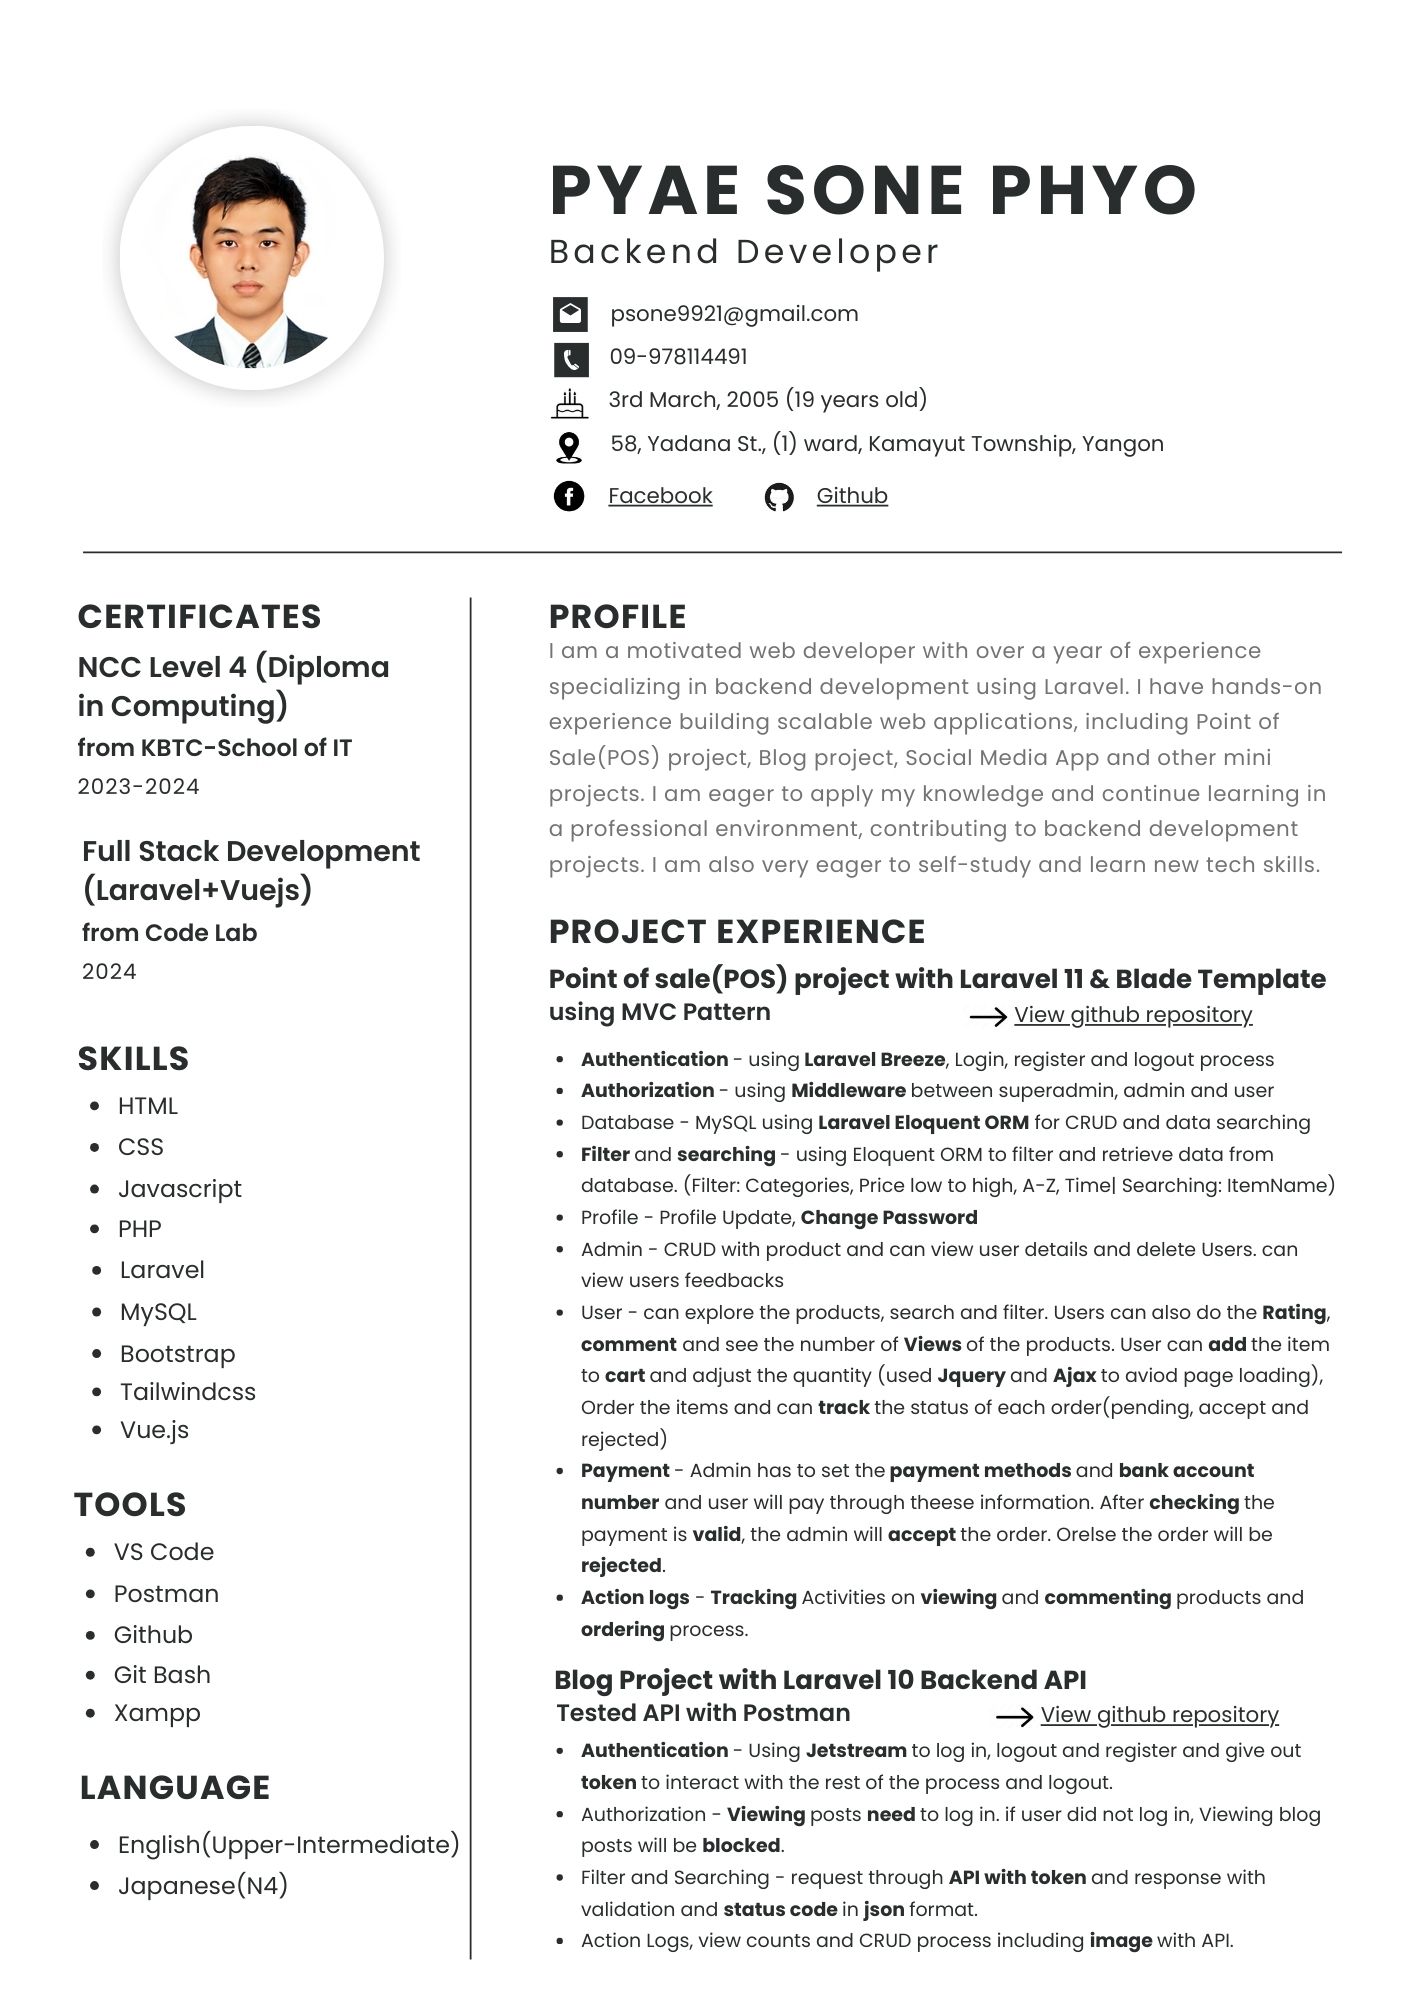 PYAE SONE PHYO
Backend Developer
psone9921@gmail.com
09-978114491
3rd March, 2005 (19 years old)
58, Yadana St., (1) ward, Kamayut Township, Yangon
Facebook Github
CERTIFICATES
NCC Level 4 (Diploma
in Computing)
from KBTC-School of IT
2023-2024
Full Stack Development
(Laravel+Vuejs)
from Code Lab
2024
SKILLS
• HTML
• CSS
• Javascript
• PHP
• Laravel
• MySQL
• Bootstrap
• Tailwindcss
• Vue.js
TOOLS
• VS Code
• Postman
• Github
• Git Bash
• Xampp
LANGUAGE
• English(Upper-Intermediate)
• Japanese(N4)
PROFILE
I am a motivated web developer with over a year of experience
specializing in backend development using Laravel. I have hands-on
experience building scalable web applications, including Point of
Sale(POS) project, Blog project, Social Media App and other mini
projects. I am eager to apply my knowledge and continue learning in
a professional environment, contributing to backend development
projects. I am also very eager to self-study and learn new tech skills.
PROJECT EXPERIENCE
Point of sale(POS) project with Laravel 11 & Blade Template
using MVC Pattern → View github repository
• Authentication - using Laravel Breeze, Login, register and logout process
• Authorization - using Middleware between superadmin, admin and user
• Database - MySQL using Laravel Eloquent ORM for CRUD and data searching
• Filter and searching - using Eloquent ORM to filter and retrieve data from
database. (Filter: Categories, Price low to high, A-Z, Time| Searching: ItemName)
• Profile - Profile Update, Change Password
• Admin - CRUD with product and can view user details and delete Users. can
view users feedbacks
• User - can explore the products, search and filter. Users can also do the Rating,
comment and see the number of Views of the products. User can add the item
to cart and adjust the quantity (used Jquery and Ajax to aviod page loading),
Order the items and can track the status of each order(pending, accept and
rejected)
• Payment - Admin has to set the payment methods and bank account
number and user will pay through theese information. After checking the
payment is valid, the admin will accept the order. Orelse the order will be
rejected.
• Action logs - Tracking Activities on viewing and commenting products and
ordering process.
Blog Project with Laravel 10 Backend API
Tested API with Postman → View github repository
• Authentication - Using Jetstream to log in, logout and register and give out
token to interact with the rest of the process and logout.
• Authorization - Viewing posts need to log in. if user did not log in, Viewing blog
posts will be blocked.
• Filter and Searching - request through API with token and response with
validation and status code in json format.
• Action Logs, view counts and CRUD process including image with API.